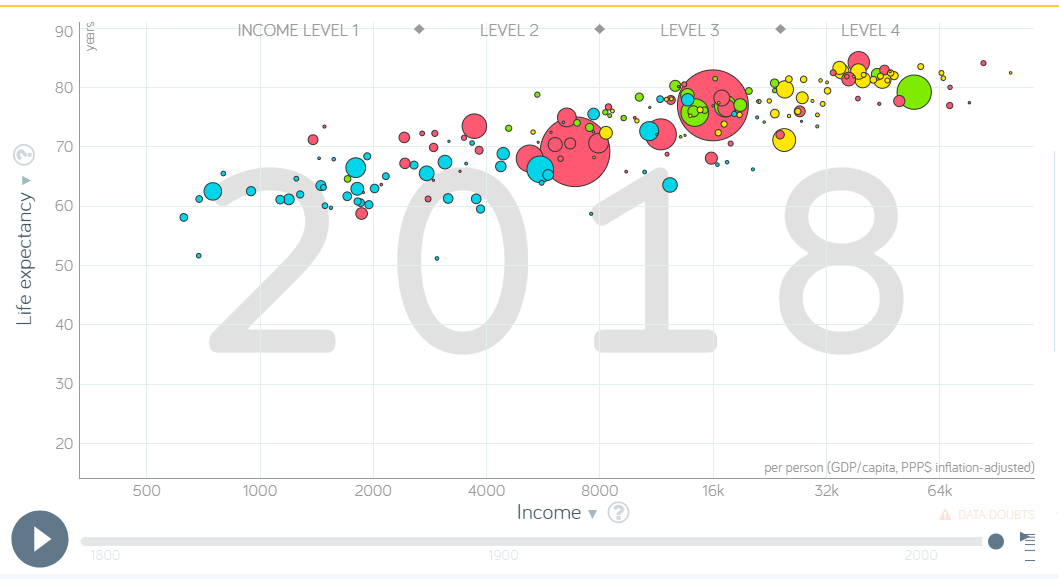 INCOME LEVEL 1 LEVEL 2 LEVEL 3 LEVEL 4
years
90
80
70
60
50
40
30
20
Life expectancy ▼ ?
2018
per person (GDP/capita, PPP$ inflation-adjusted)
500 1000 2000 4000 8000 16k 32k 64k
Income ▼ ?
DATA DOUBTS
1800 1900 2000